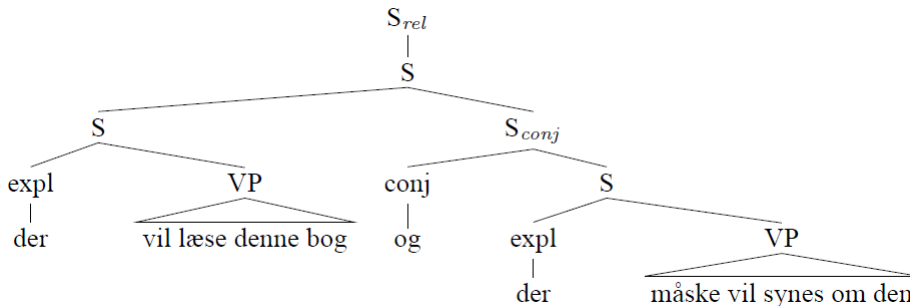 S_rel
S
S S_conj
expl VP conj S
der vil læse denne bog og expl VP
der måske vil synes om den